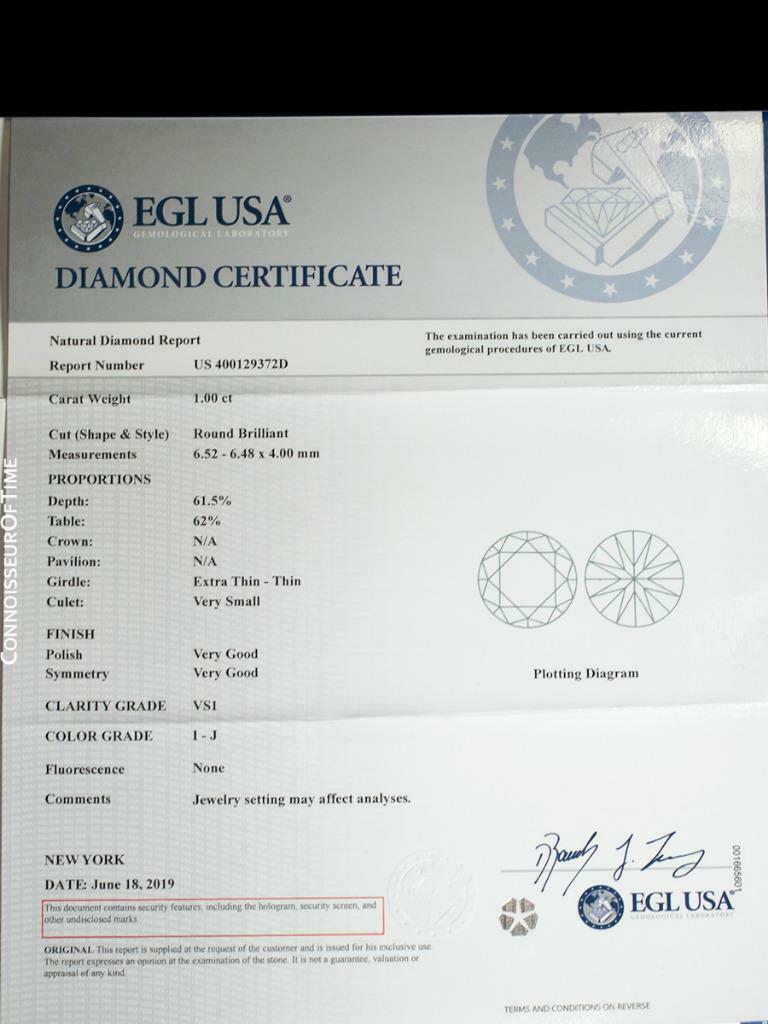 EGL USA®
GEMOLOGICAL LABORATORY
DIAMOND CERTIFICATE
Natural Diamond Report
The examination has been carried out using the current
gemological procedures of EGL USA.
Report Number US 400129372D
Carat Weight 1.00 ct
Cut (Shape & Style) Round Brilliant
Measurements 6.52 - 6.48 x 4.00 mm
PROPORTIONS
Depth: 61.5%
Table: 62%
Crown: N/A
Pavilion: N/A
Girdle: Extra Thin - Thin
Culet: Very Small
FINISH
Polish Very Good
Symmetry Very Good
Plotting Diagram
CLARITY GRADE VS1
COLOR GRADE I - J
Fluorescence None
Comments Jewelry setting may affect analyses.
NEW YORK
DATE: June 18, 2019
This document contains security features, including the hologram, security screen, and
other undisclosed marks
ORIGINAL This report is supplied at the request of the customer and is issued for his exclusive use.
The report expresses an opinion at the examination of the stone. It is not a guarantee, valuation or
appraisal of any kind
001665601
EGL USA®
GEMOLOGICAL LABORATORY
TERMS AND CONDITIONS ON REVERSE
CONNOISSEUROFTIME